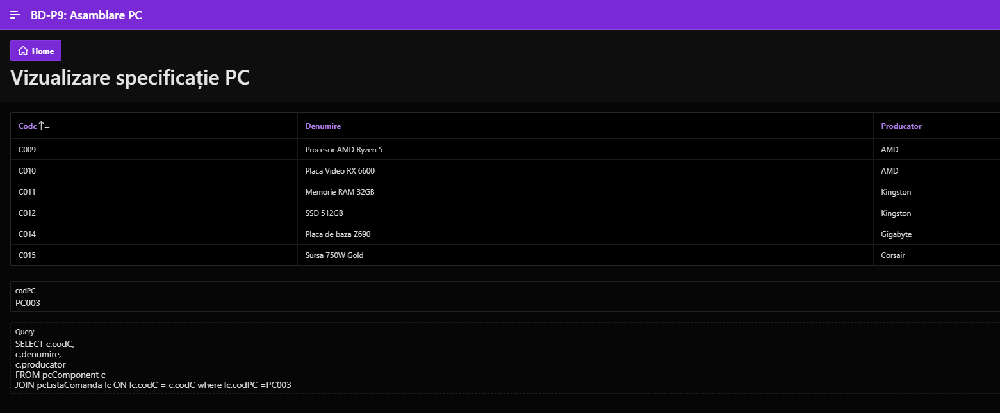 BD-P9: Asamblare PC
Home
Vizualizare specificație PC
Codc Denumire Producator
C009 Procesor AMD Ryzen 5 AMD
C010 Placa Video RX 6600 AMD
C011 Memorie RAM 32GB Kingston
C012 SSD 512GB Kingston
C014 Placa de baza Z690 Gigabyte
C015 Sursa 750W Gold Corsair
codPC
PC003
Query
SELECT c.codC,
c.denumire,
c.producator
FROM pcComponent c
JOIN pcListaComanda lc ON lc.codC = c.codC where lc.codPC =PC003